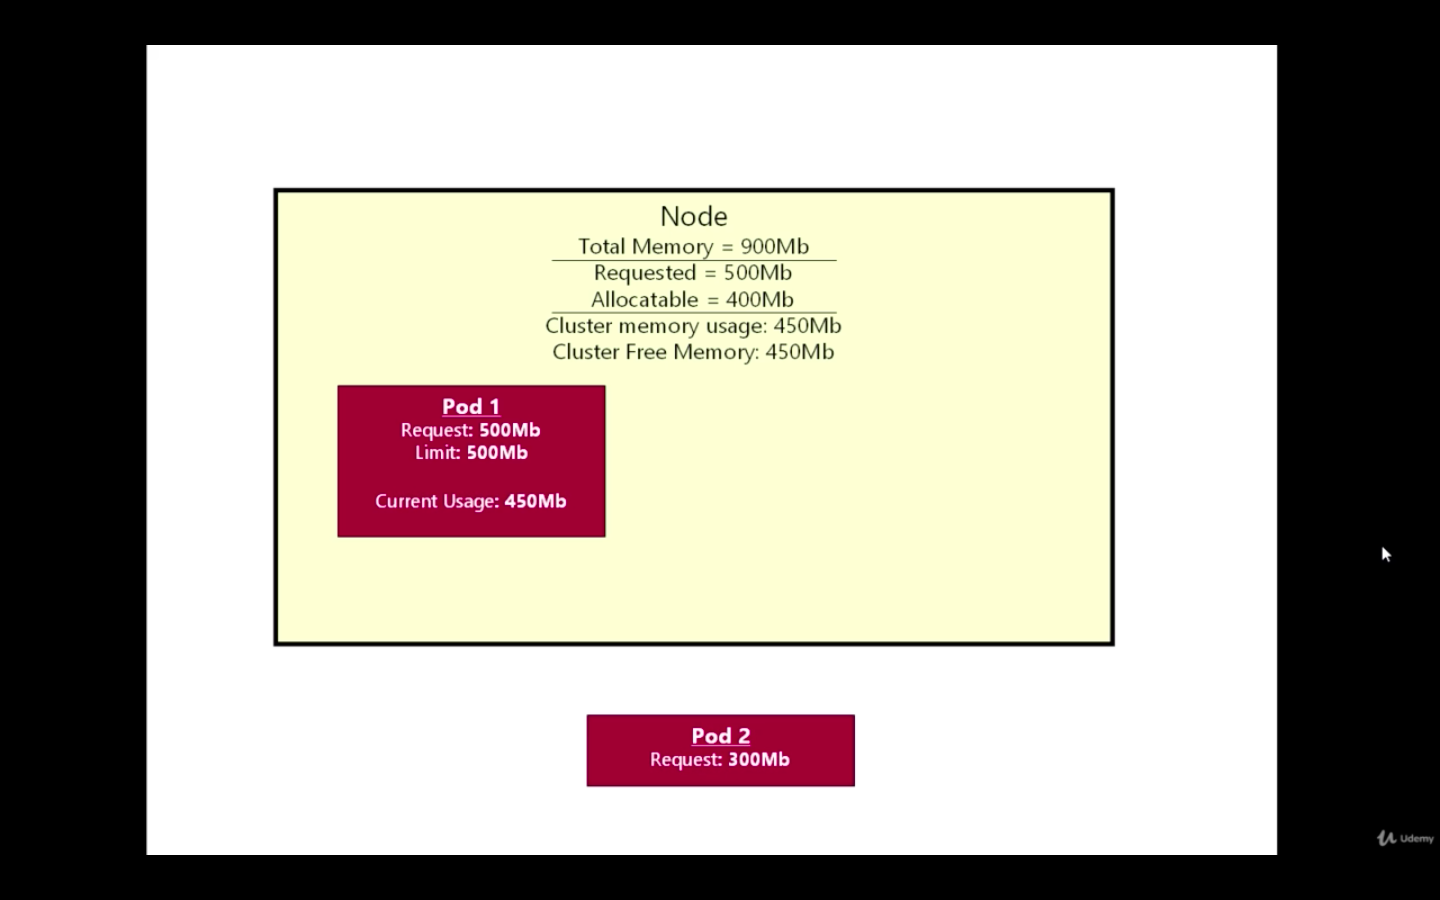 Node
Total Memory = 900Mb
Requested = 500Mb
Allocatable = 400Mb
Cluster memory usage: 450Mb
Cluster Free Memory: 450Mb
Pod 1
Request: 500Mb
Limit: 500Mb
Current Usage: 450Mb
Pod 2
Request: 300Mb
Udemy